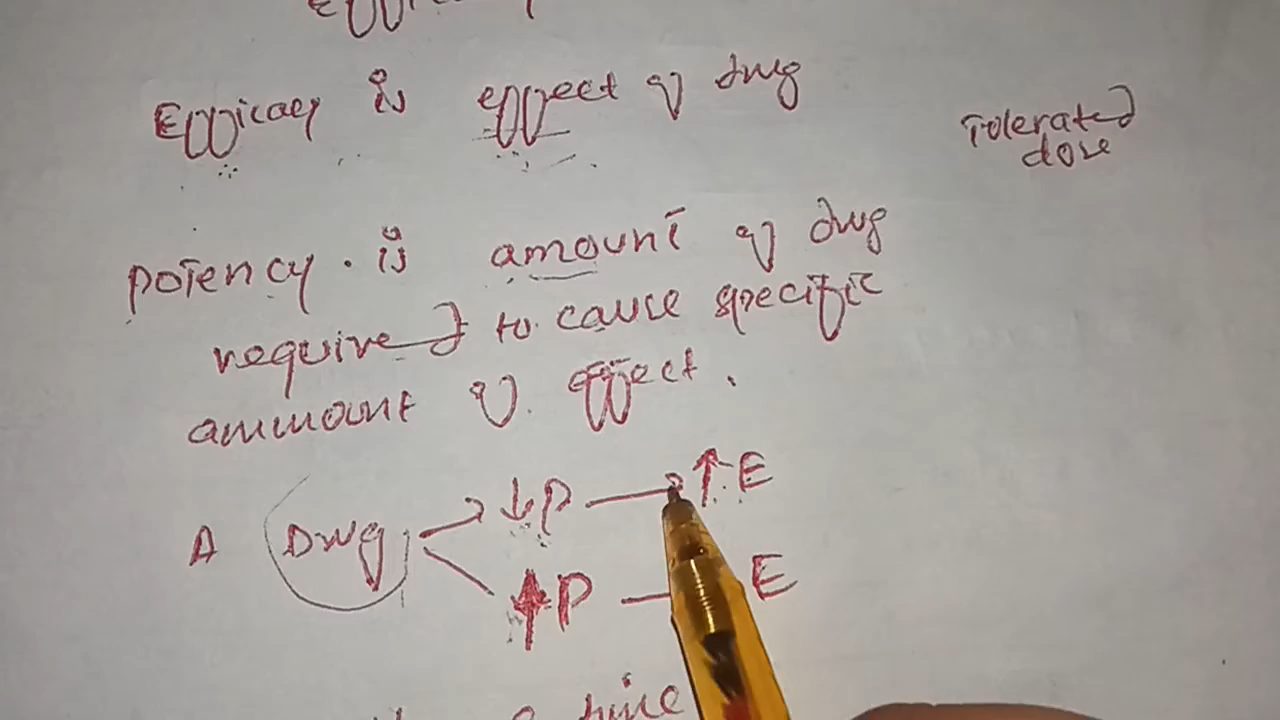 Efficacy is effect of drug
Tolerated
dose
potency. is amount of drug
required to cause specific
ammount of effect.
A Drug → ↓P → ↑E
↑P — E